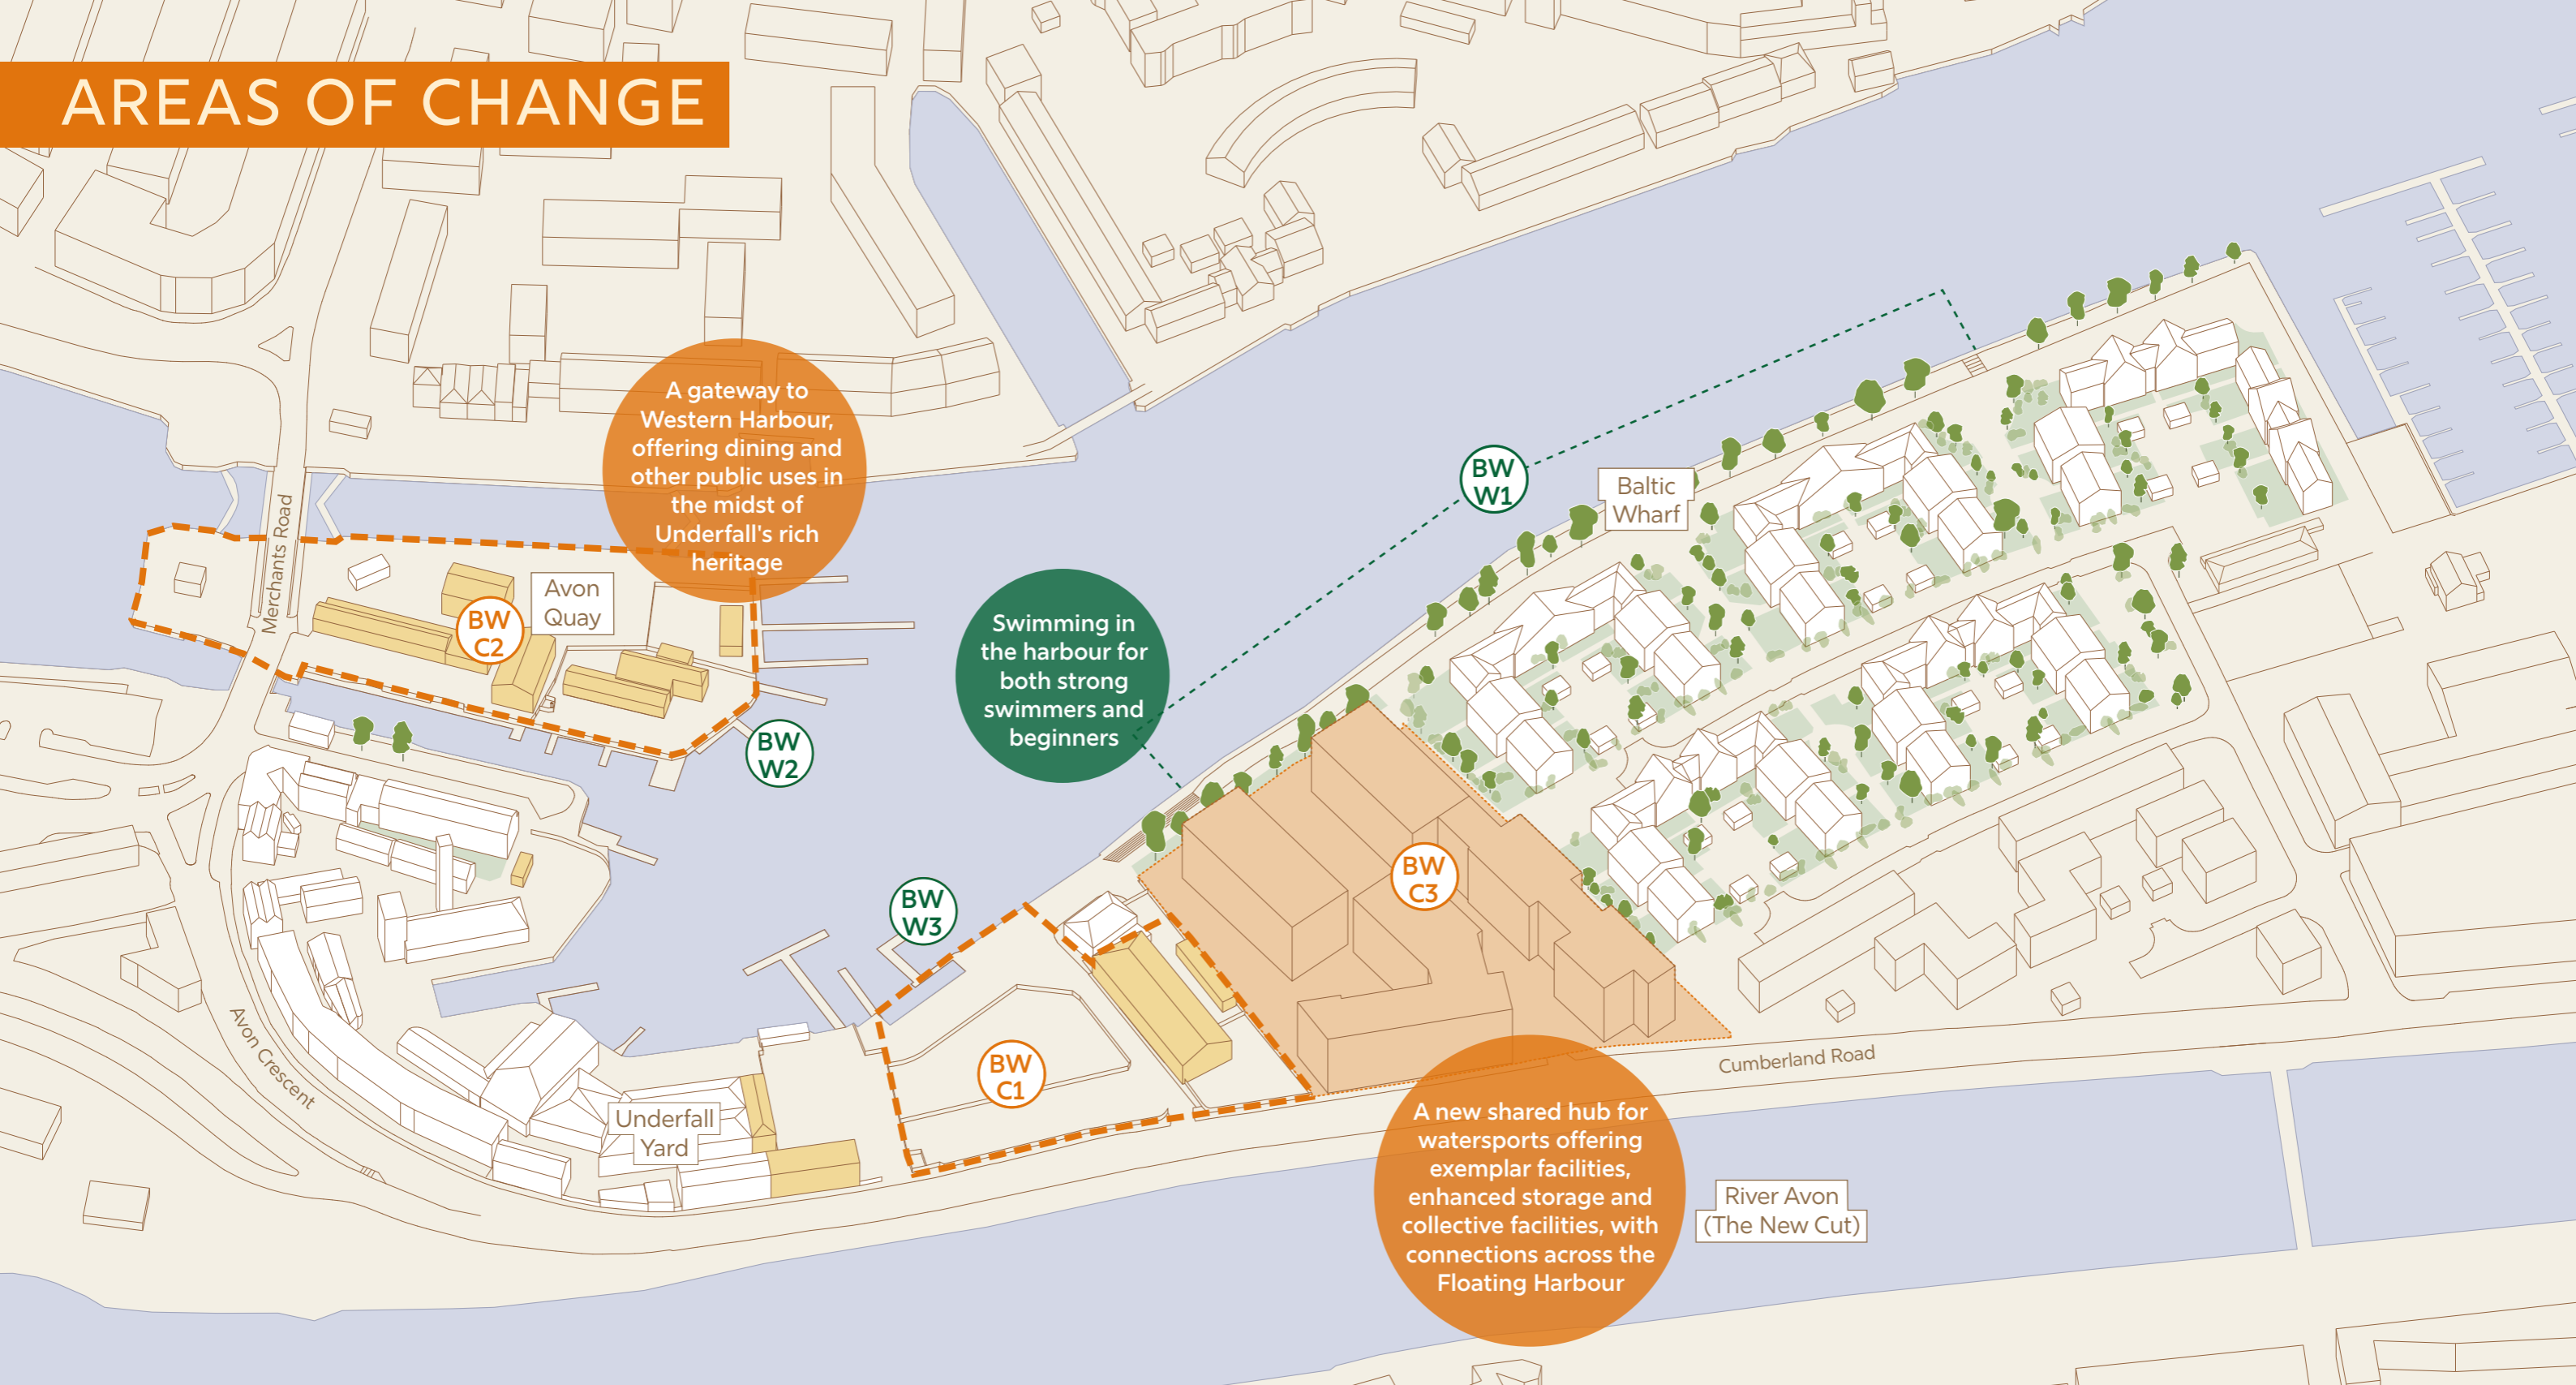 AREAS OF CHANGE
A gateway to
Western Harbour,
offering dining and
other public uses in
the midst of
Underfall's rich
heritage
Merchants Road
BW
C2
Avon
Quay
BW
W1
Baltic
Wharf
Swimming in
the harbour for
both strong
swimmers and
beginners
BW
W2
BW
C3
BW
W3
BW
C1
Avon Crescent
Underfall
Yard
Cumberland Road
A new shared hub for
watersports offering
exemplar facilities,
enhanced storage and
collective facilities, with
connections across the
Floating Harbour
River Avon
(The New Cut)